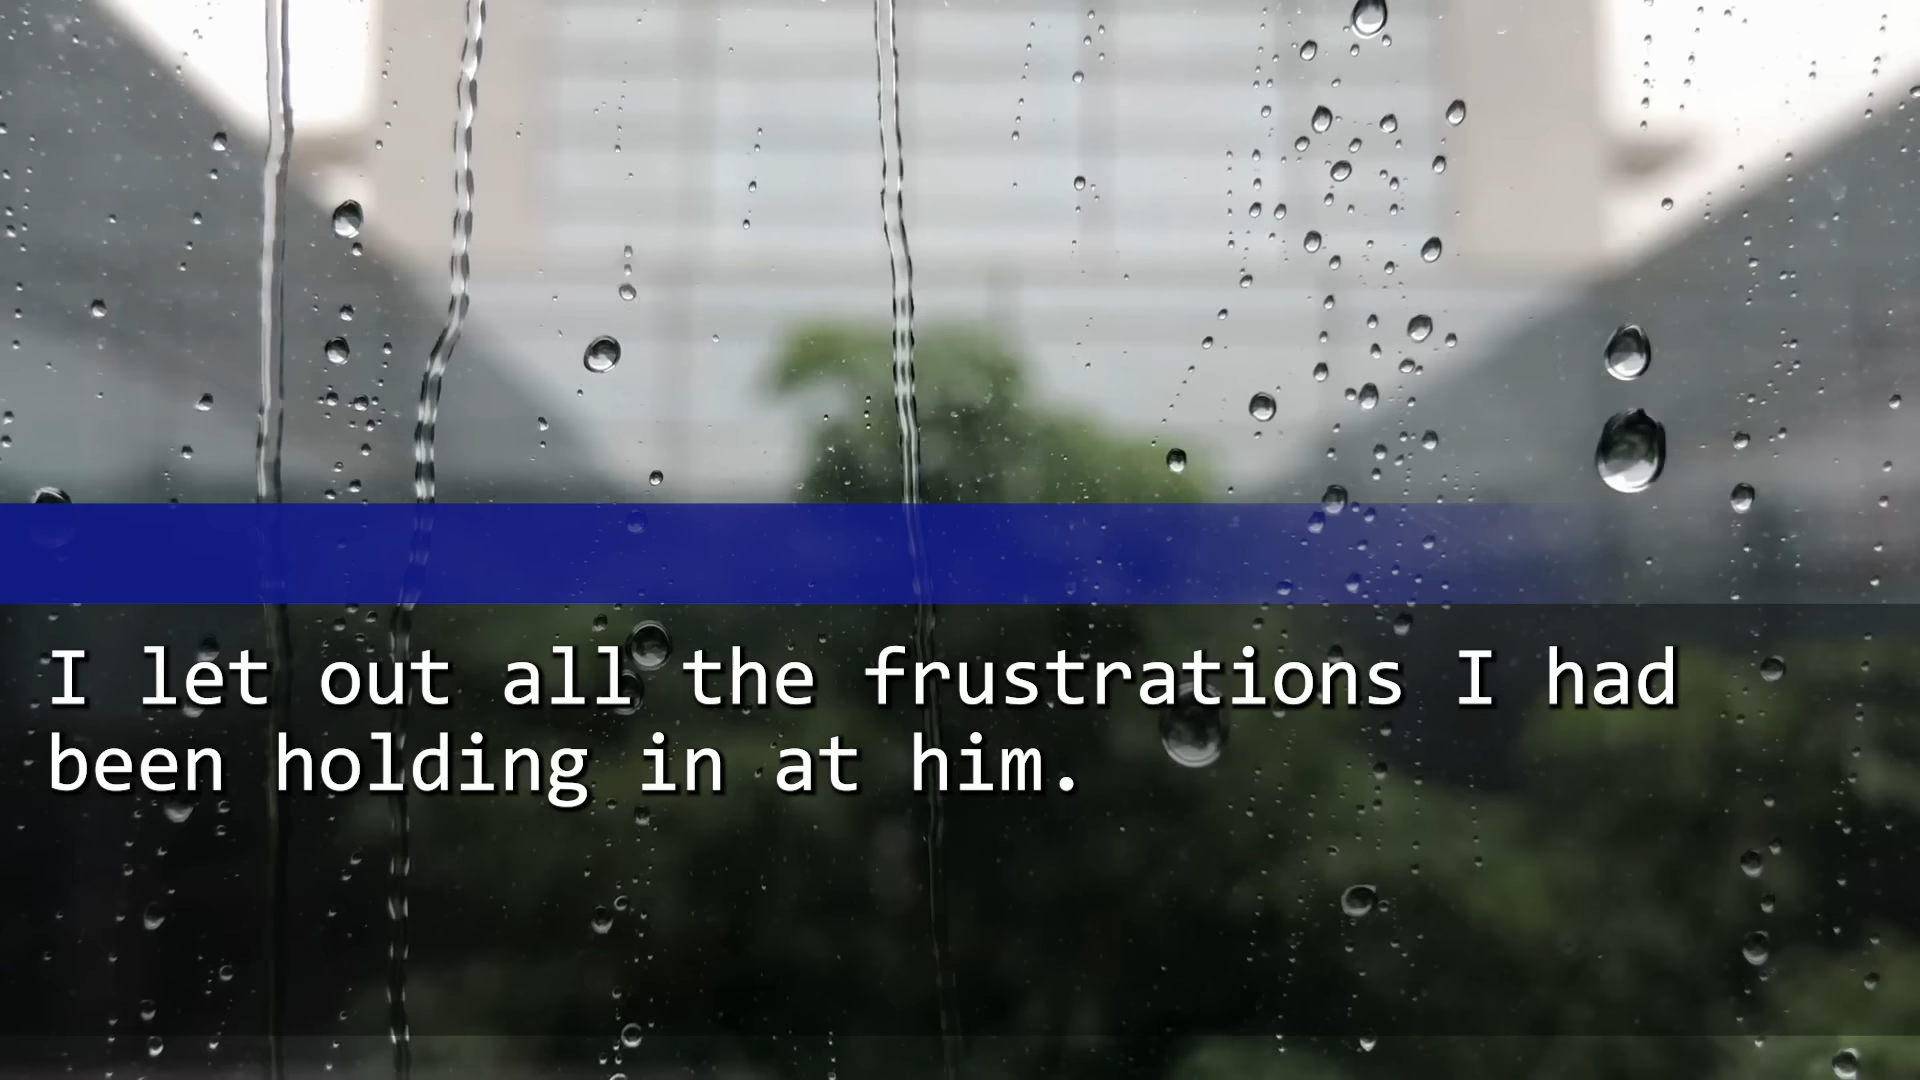 I let out all the frustrations I had
been holding in at him.